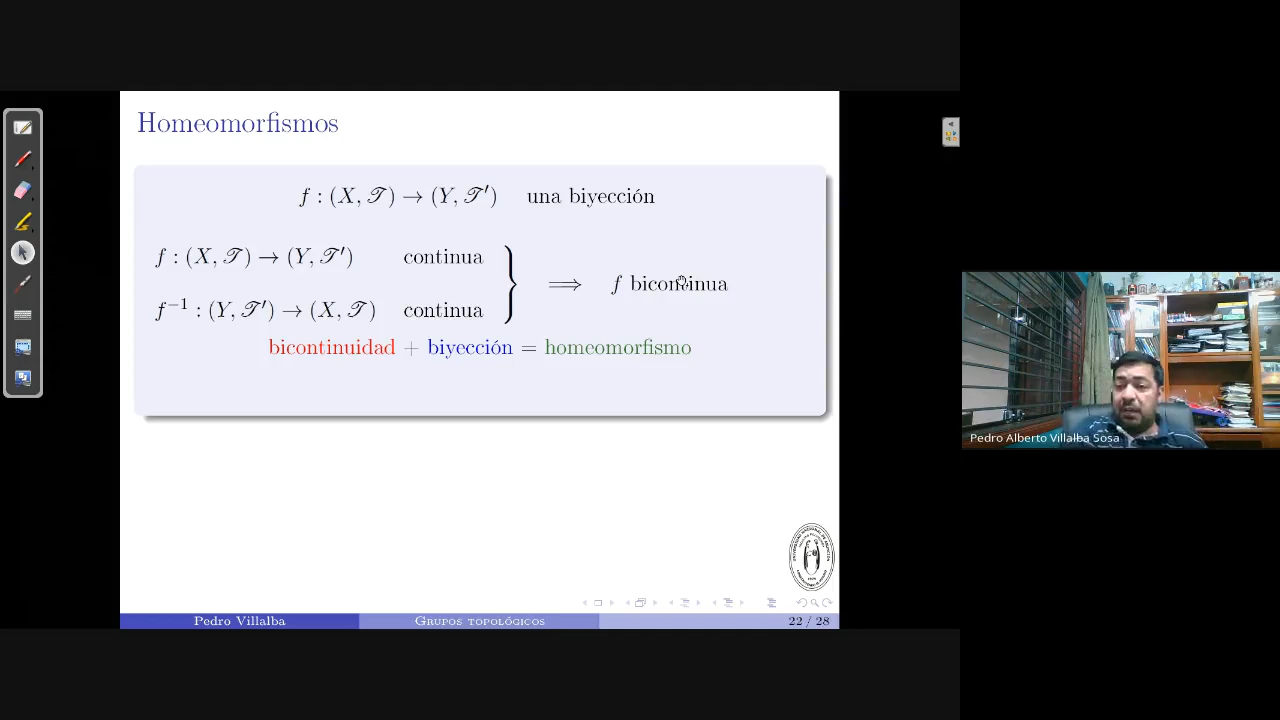 Homeomorfismos
f : (X, 𝒯) → (Y, 𝒯′) una biyección
f : (X, 𝒯) → (Y, 𝒯′) continua
⟹ f bicontinua
f⁻¹ : (Y, 𝒯′) → (X, 𝒯) continua
bicontinuidad + biyección = homeomorfismo
Pedro Alberto Villalba Sosa
Pedro Villalba Grupos topológicos 22 / 28